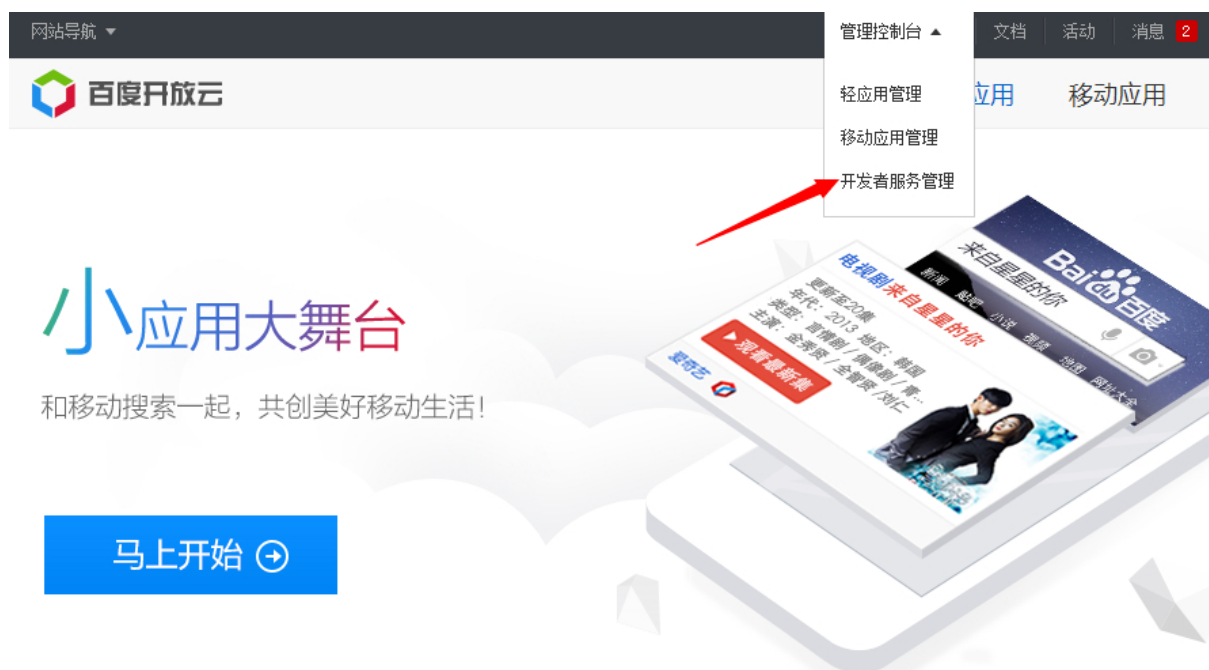 网站导航
管理控制台
文档
活动
消息 2
百度开放云
轻应用管理
移动应用管理
开发者服务管理
应用
移动应用
小应用大舞台
和移动搜索一起，共创美好移动生活！
马上开始
电视剧来自星星的你
更新至20集
年代：2013 地区：韩国
类型：言情剧 / 偶像剧 / 青...
主演：金秀贤 / 全智贤 /刘仁
观看最新集
爱奇艺
来自星星的你
Baidu百度
新闻 贴吧 小说 视频 地图 网址大全